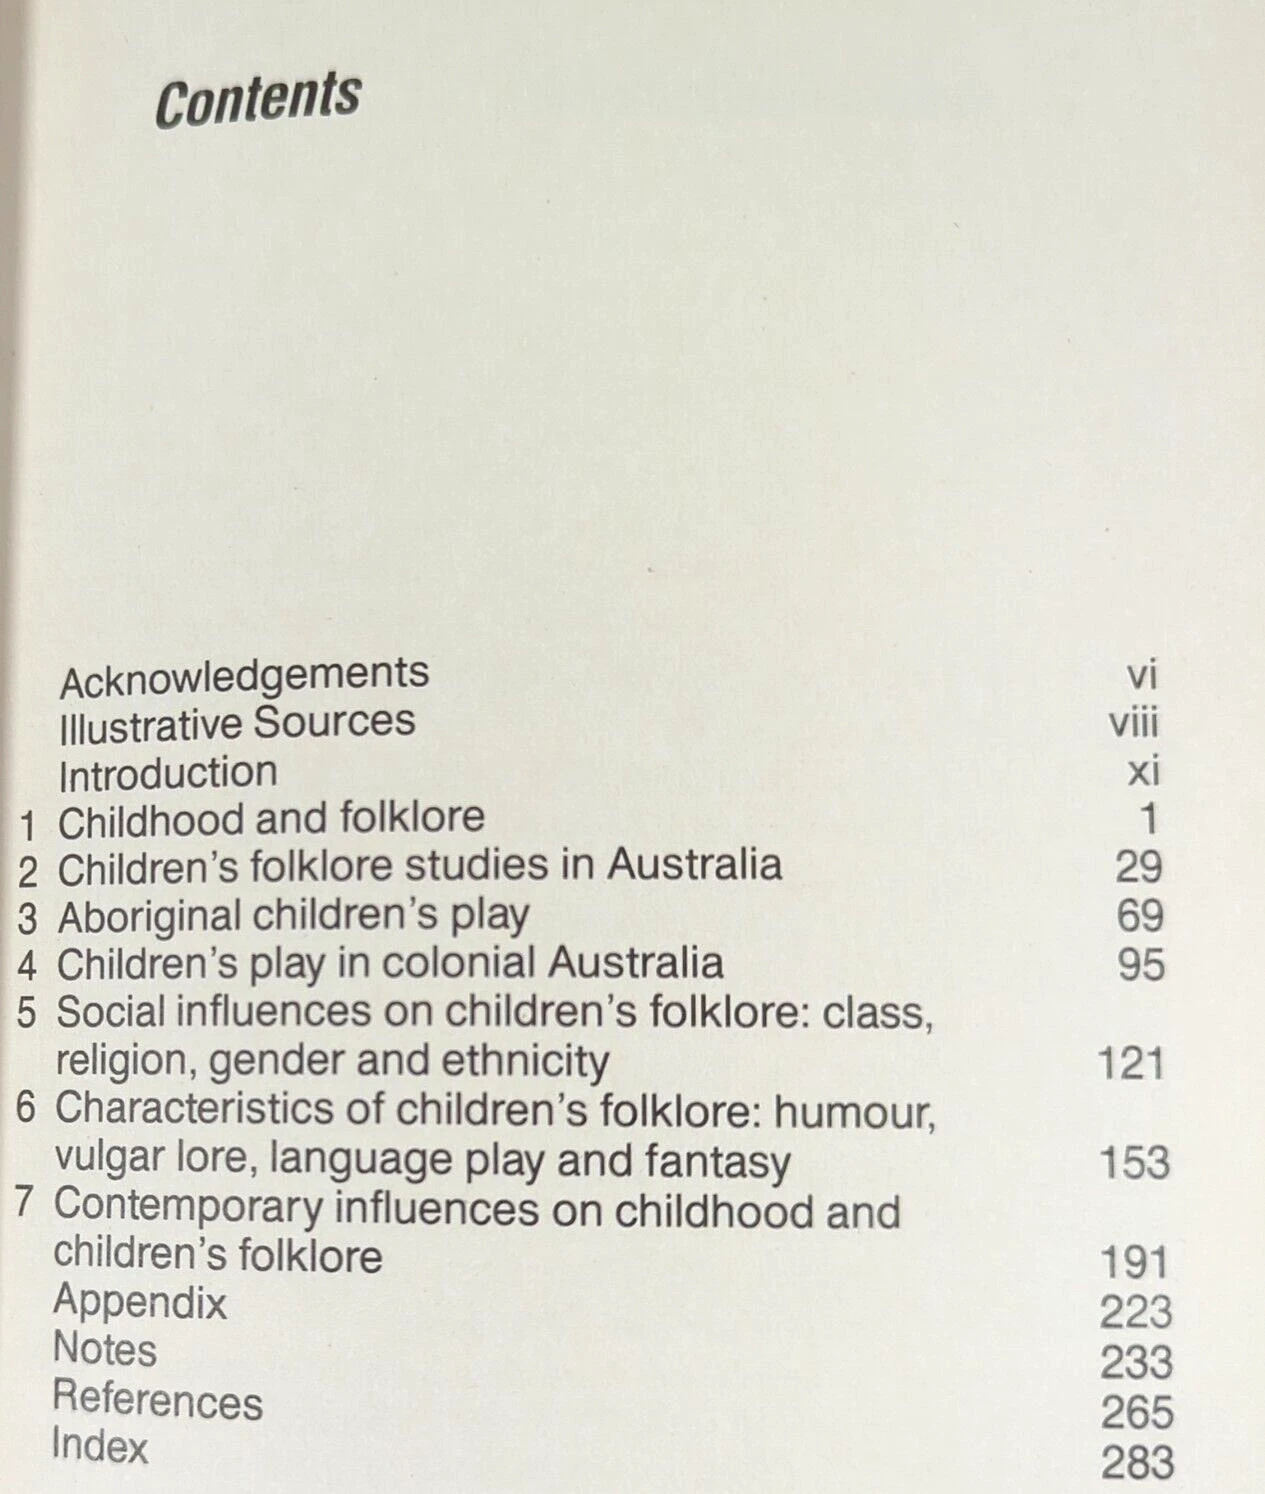 Contents
Acknowledgements vi
Illustrative Sources viii
Introduction xi
1 Childhood and folklore 1
2 Children's folklore studies in Australia 29
3 Aboriginal children's play 69
4 Children's play in colonial Australia 95
5 Social influences on children's folklore: class,
religion, gender and ethnicity 121
6 Characteristics of children's folklore: humour,
vulgar lore, language play and fantasy 153
7 Contemporary influences on childhood and
children's folklore 191
Appendix 223
Notes 233
References 265
Index 283